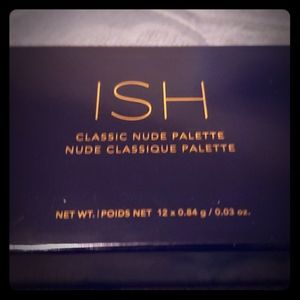 ISH
CLASSIC NUDE PALETTE
NUDE CLASSIQUE PALETTE
NET WT. | POIDS NET 12 x 0.84 g / 0.03 oz.